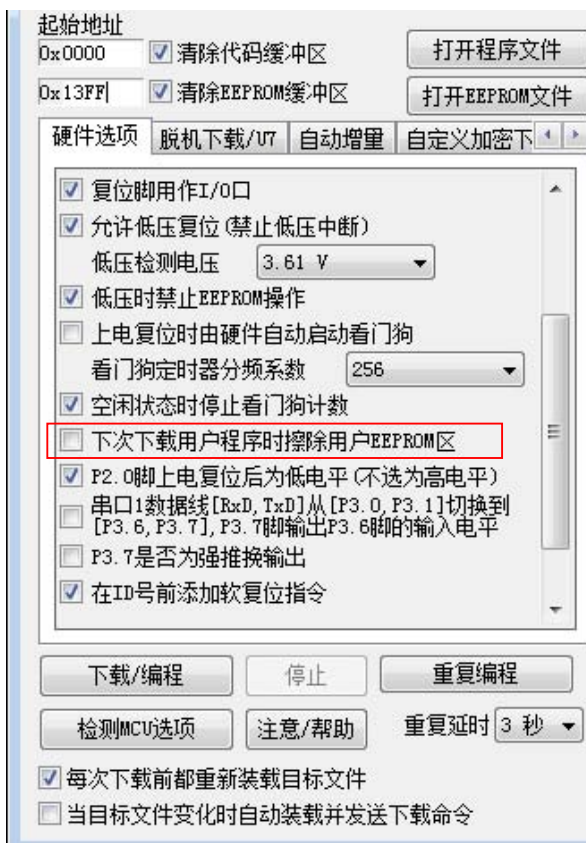 起始地址
0x0000 清除代码缓冲区 打开程序文件
0x13FF 清除EEPROM缓冲区 打开EEPROM文件
硬件选项 脱机下载/U7 自动增量 自定义加密下
复位脚用作I/O口
允许低压复位(禁止低压中断)
低压检测电压 3.61 V
低压时禁止EEPROM操作
上电复位时由硬件自动启动看门狗
看门狗定时器分频系数 256
空闲状态时停止看门狗计数
下次下载用户程序时擦除用户EEPROM区
P2.0脚上电复位后为低电平(不选为高电平)
串口1数据线[RxD,TxD]从[P3.0,P3.1]切换到
[P3.6,P3.7],P3.7脚输出P3.6脚的输入电平
P3.7是否为强推挽输出
在ID号前添加软复位指令
下载/编程 停止 重复编程
检测MCU选项 注意/帮助 重复延时 3 秒
每次下载前都重新装载目标文件
当目标文件变化时自动装载并发送下载命令